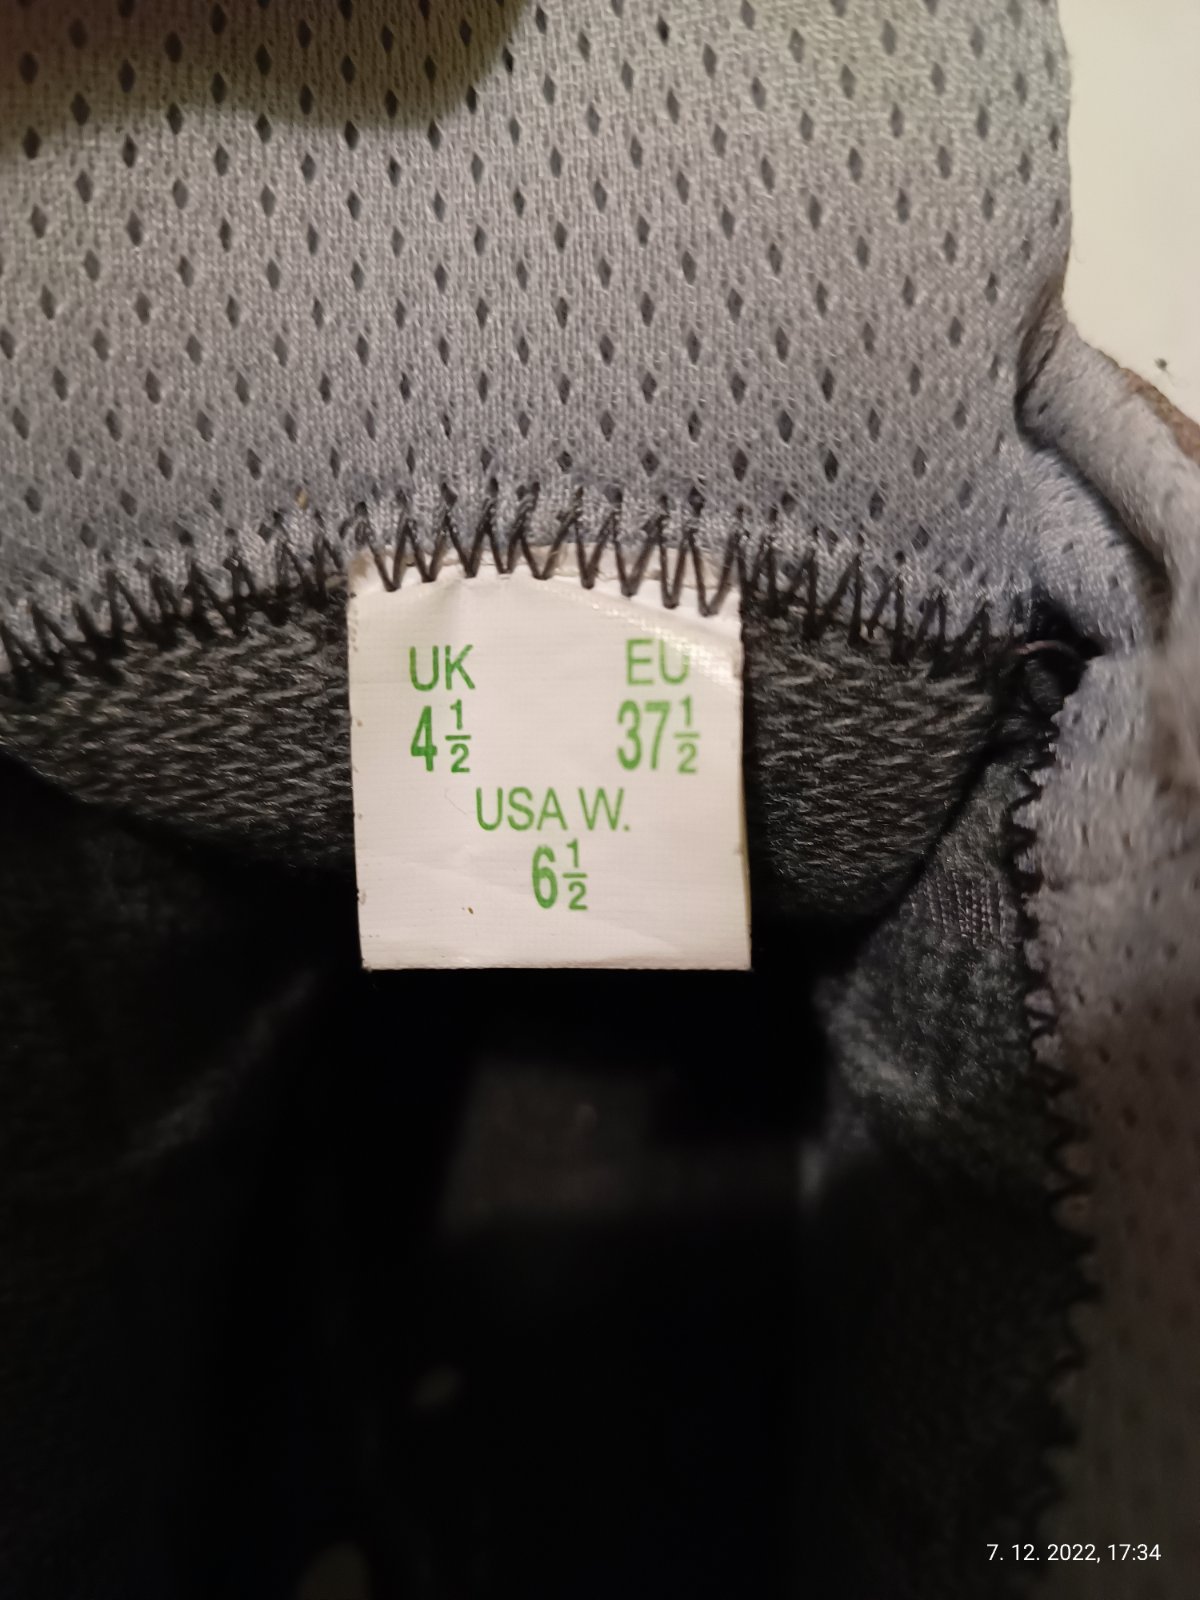 UK EU
4½ 37½
USA W.
6½
7. 12. 2022, 17:34